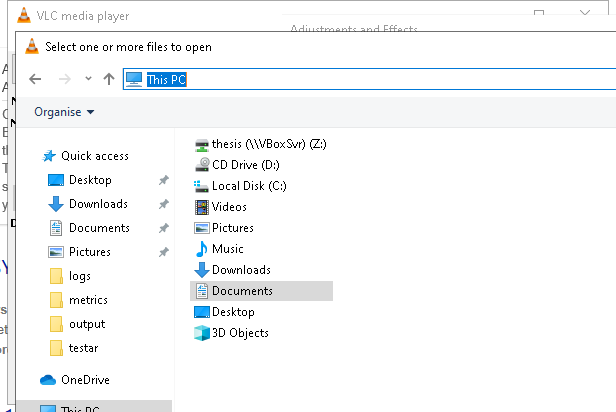 VLC media player
Adjustments and Effects
Select one or more files to open
This PC
Organise
Quick access
Desktop
Downloads
Documents
Pictures
logs
metrics
output
testar
OneDrive
This PC
thesis (\\VBoxSvr) (Z:)
CD Drive (D:)
Local Disk (C:)
Videos
Pictures
Music
Downloads
Documents
Desktop
3D Objects